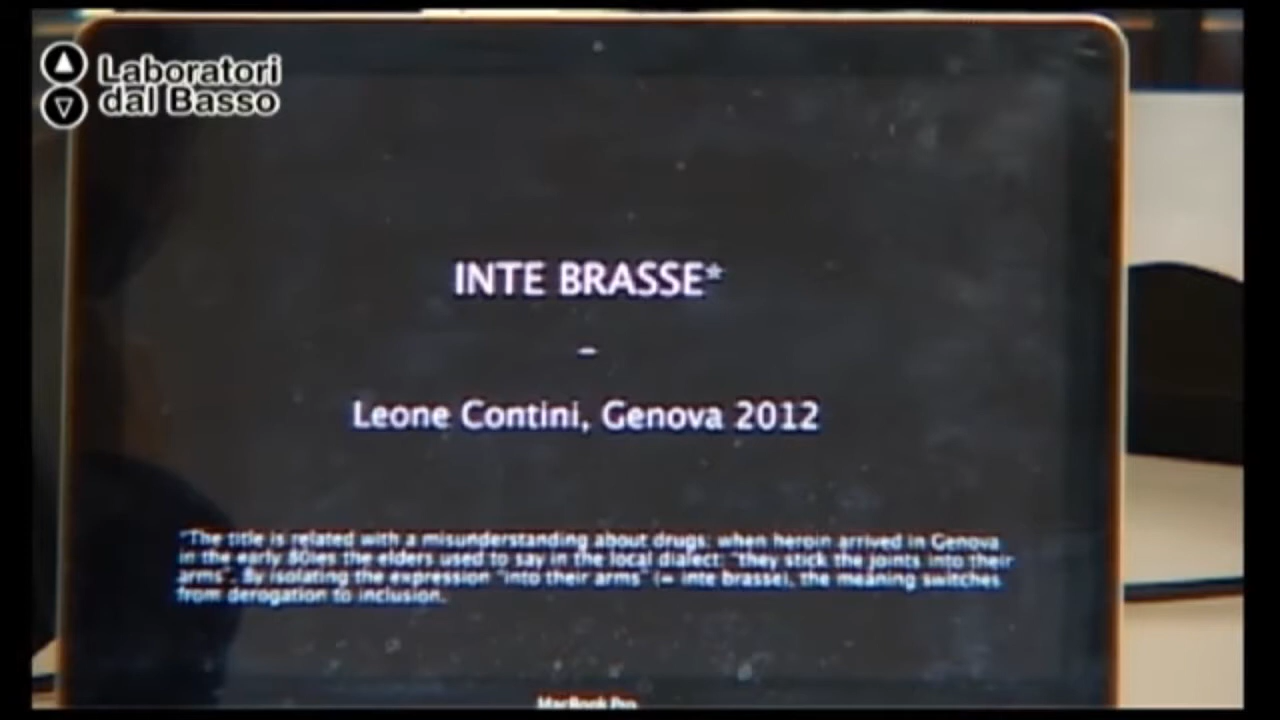 Laboratori
dal Basso
INTE BRASSE*
–
Leone Contini, Genova 2012
*The title is related with a misunderstanding about drugs: when heroin arrived in Genova
in the early 80ies the elders used to say in the local dialect: "they stick the joints into their
arms". By isolating the expression "into their arms" (= inte brasse), the meaning switches
from derogation to inclusion.
MacBook Pro